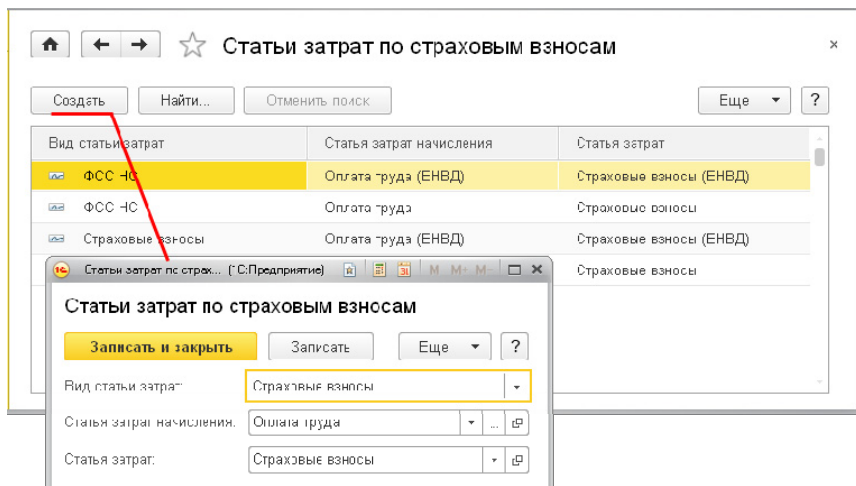 Статьи затрат по страховым взносам
Создать Найти... Отменить поиск Еще ?
Вид статьи затрат Статья затрат начисления Статья затрат
ФСС НС Оплата труда (ЕНВД) Страховые взносы (ЕНВД)
ФСС НС Оплата труда Страховые взносы
Страховые взносы Оплата труда (ЕНВД) Страховые взносы (ЕНВД)
Страховые взносы
Статьи затрат по страх... (1С:Предприятие) 31 M M+ M-
Статьи затрат по страховым взносам
Записать и закрыть Записать Еще ?
Вид статьи затрат: Страховые взносы
Статья затрат начисления: Оплата труда ...
Статья затрат: Страховые взносы